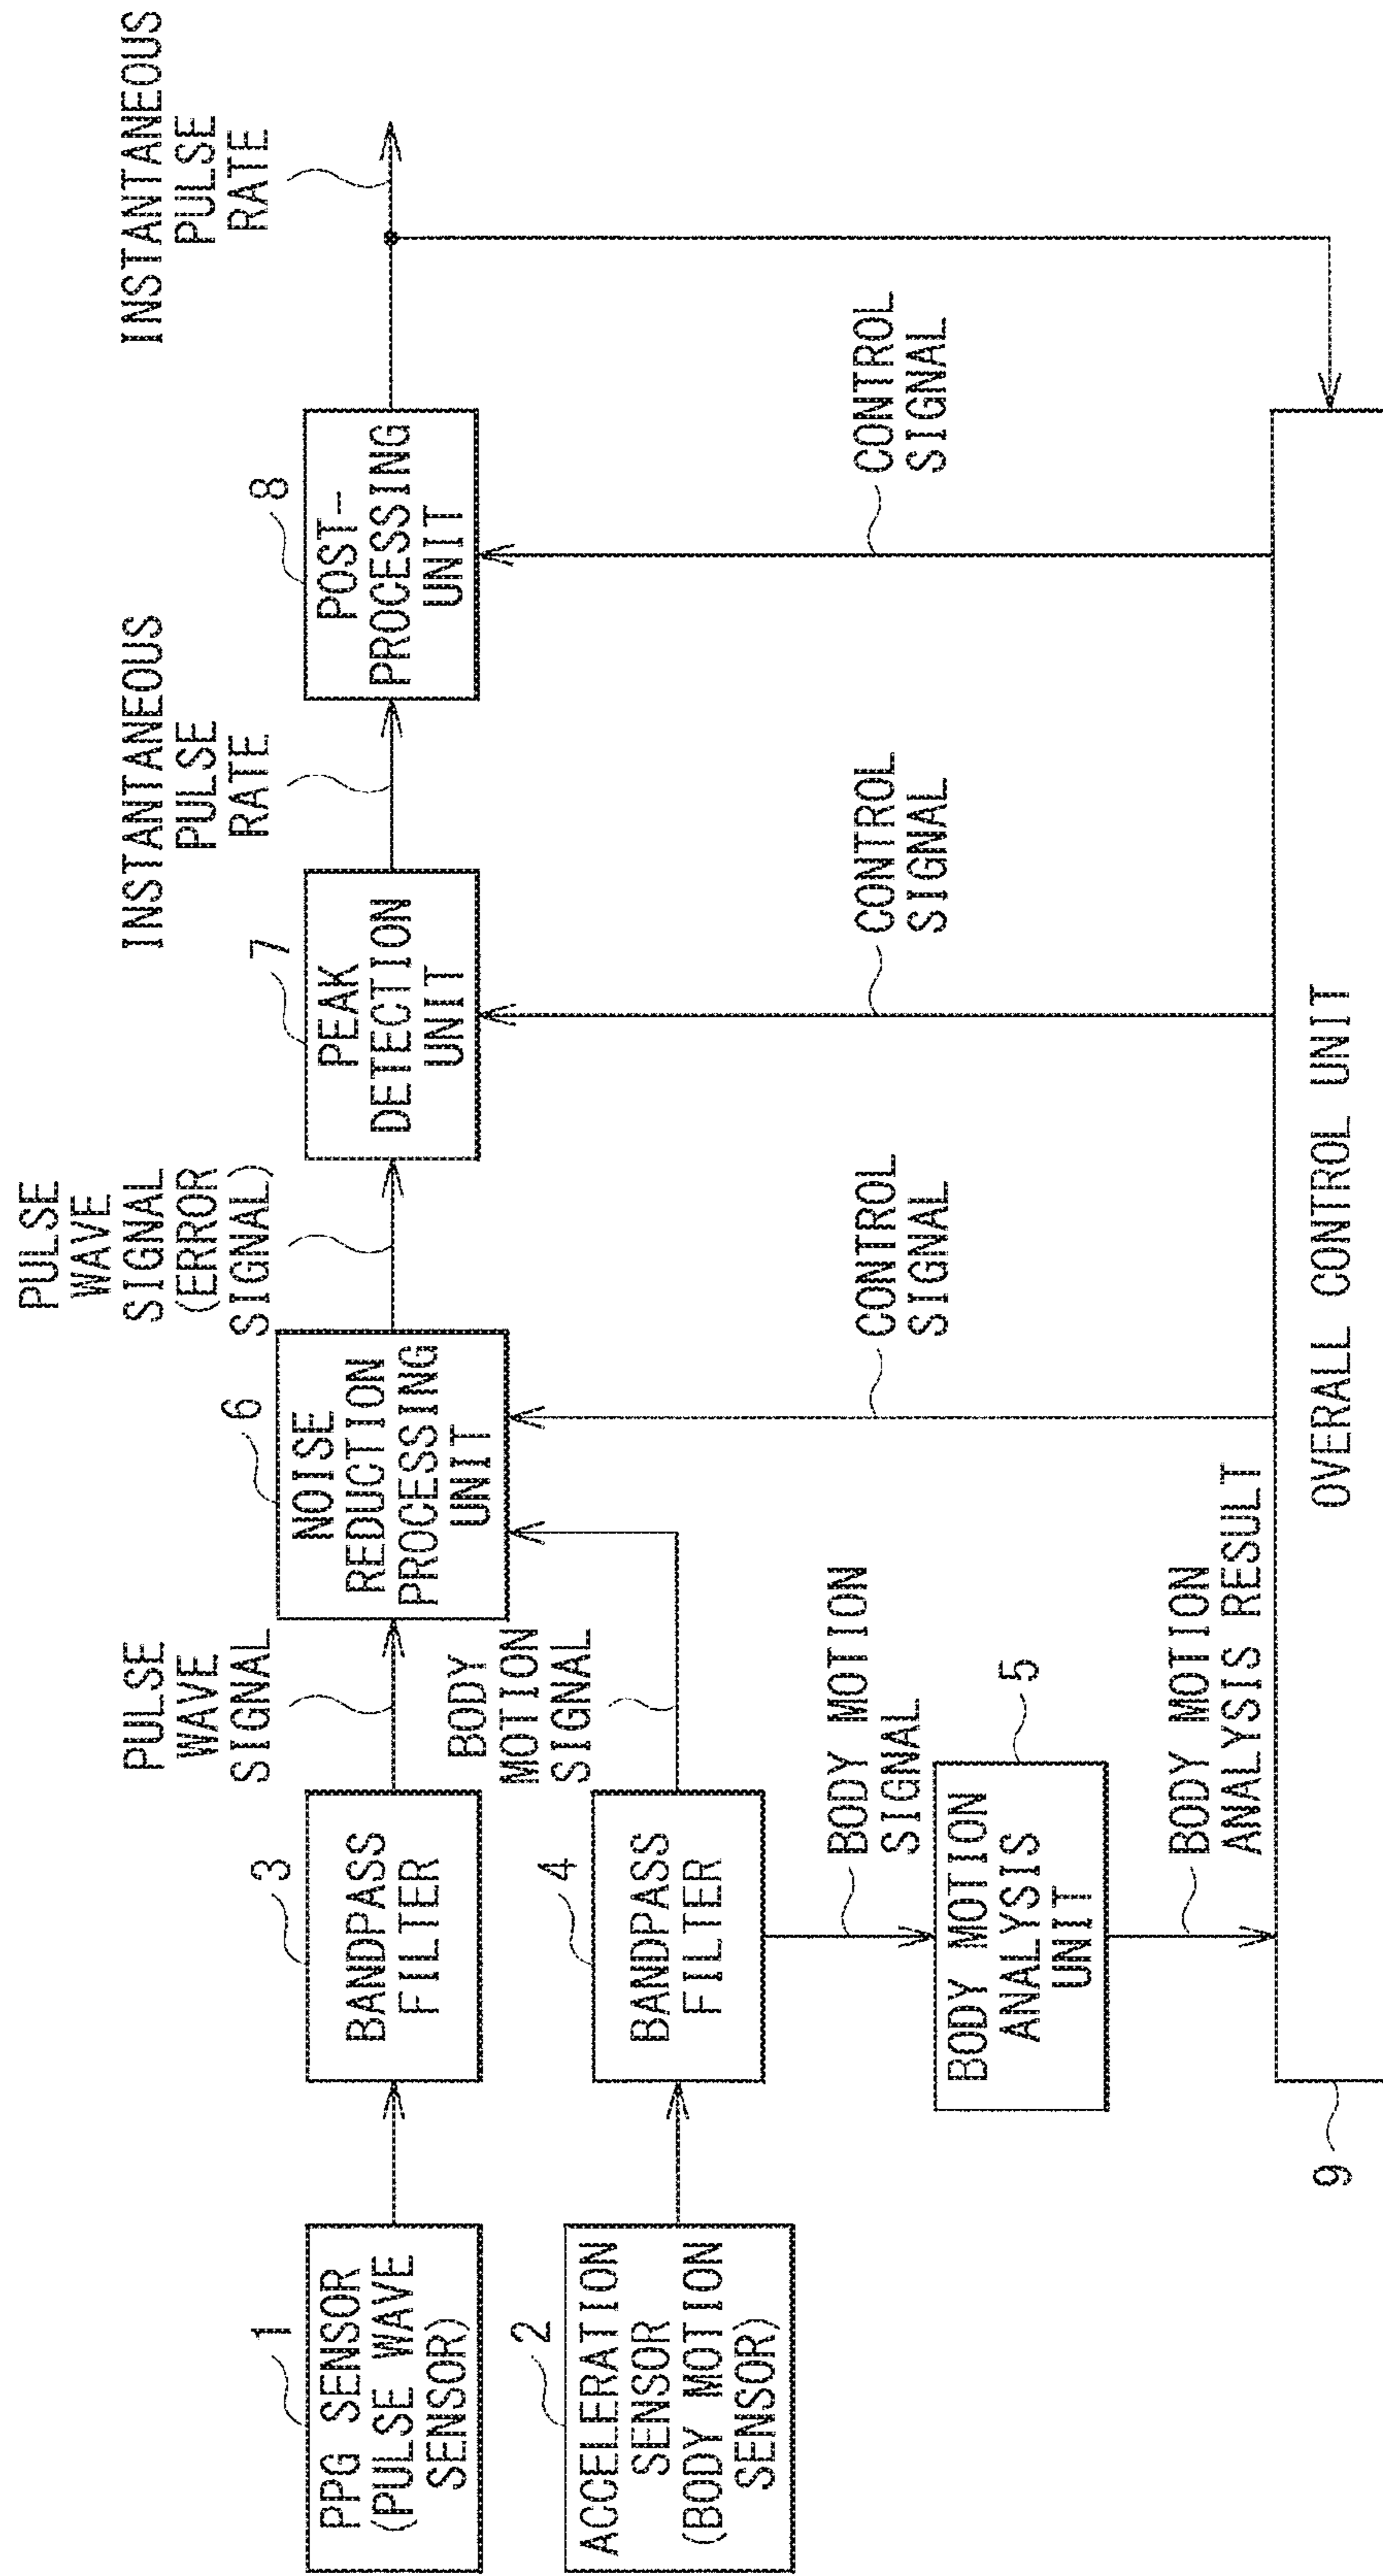 1
PPG SENSOR
(PULSE WAVE
SENSOR)
2
ACCELERATION
SENSOR
(BODY MOTION
SENSOR)
3
BANDPASS
FILTER
4
BANDPASS
FILTER
PULSE
WAVE
SIGNAL
BODY
MOTION
SIGNAL
BODY MOTION
SIGNAL
5
BODY MOTION
ANALYSIS
UNIT
BODY MOTION
ANALYSIS RESULT
6
NOISE
REDUCTION
PROCESSING
UNIT
PULSE
WAVE
SIGNAL
(ERROR
SIGNAL)
CONTROL
SIGNAL
7
PEAK
DETECTION
UNIT
INSTANTANEOUS
PULSE
RATE
CONTROL
SIGNAL
8
POST-
PROCESSING
UNIT
INSTANTANEOUS
PULSE
RATE
CONTROL
SIGNAL
9
OVERALL CONTROL UNIT